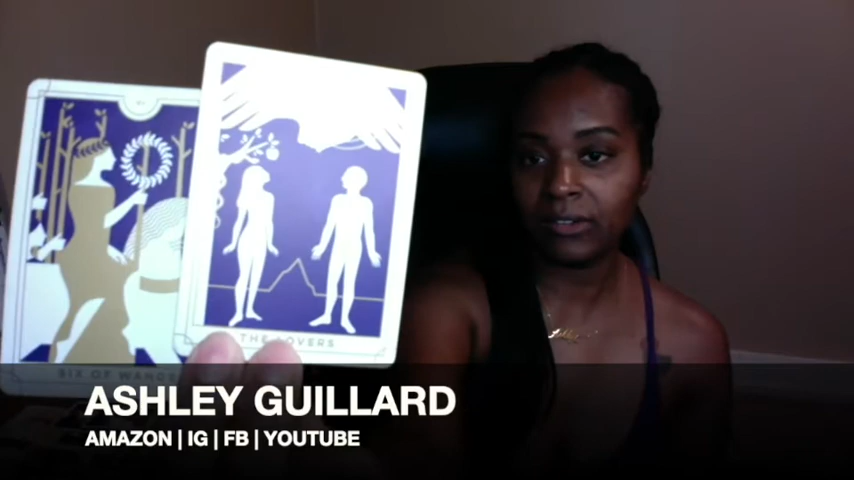 THE LOVERS
SIX OF WANDS
ASHLEY GUILLARD
AMAZON | IG | FB | YOUTUBE